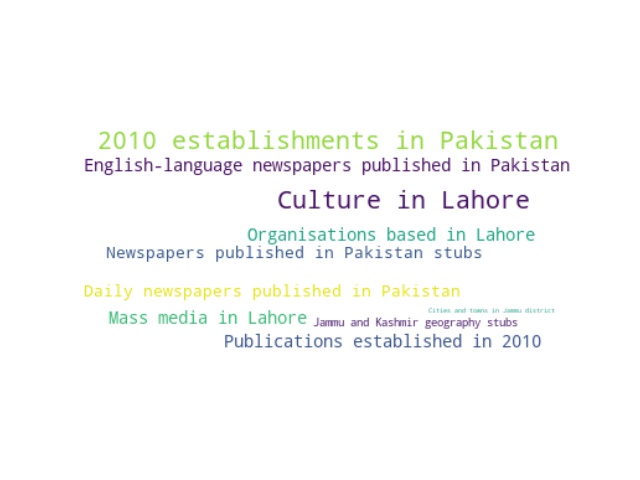 2010 establishments in Pakistan
English-language newspapers published in Pakistan
Culture in Lahore
Organisations based in Lahore
Newspapers published in Pakistan stubs
Daily newspapers published in Pakistan
Cities and towns in Jammu district
Mass media in Lahore
Jammu and Kashmir geography stubs
Publications established in 2010